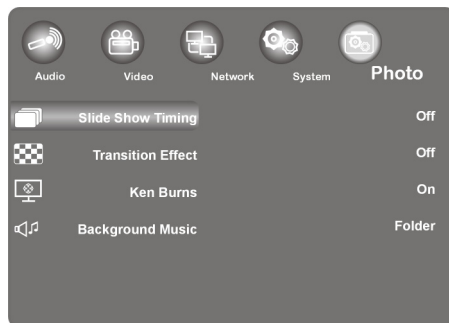 Audio Video Network System Photo
Slide Show Timing Off
Transition Effect Off
Ken Burns On
Background Music Folder